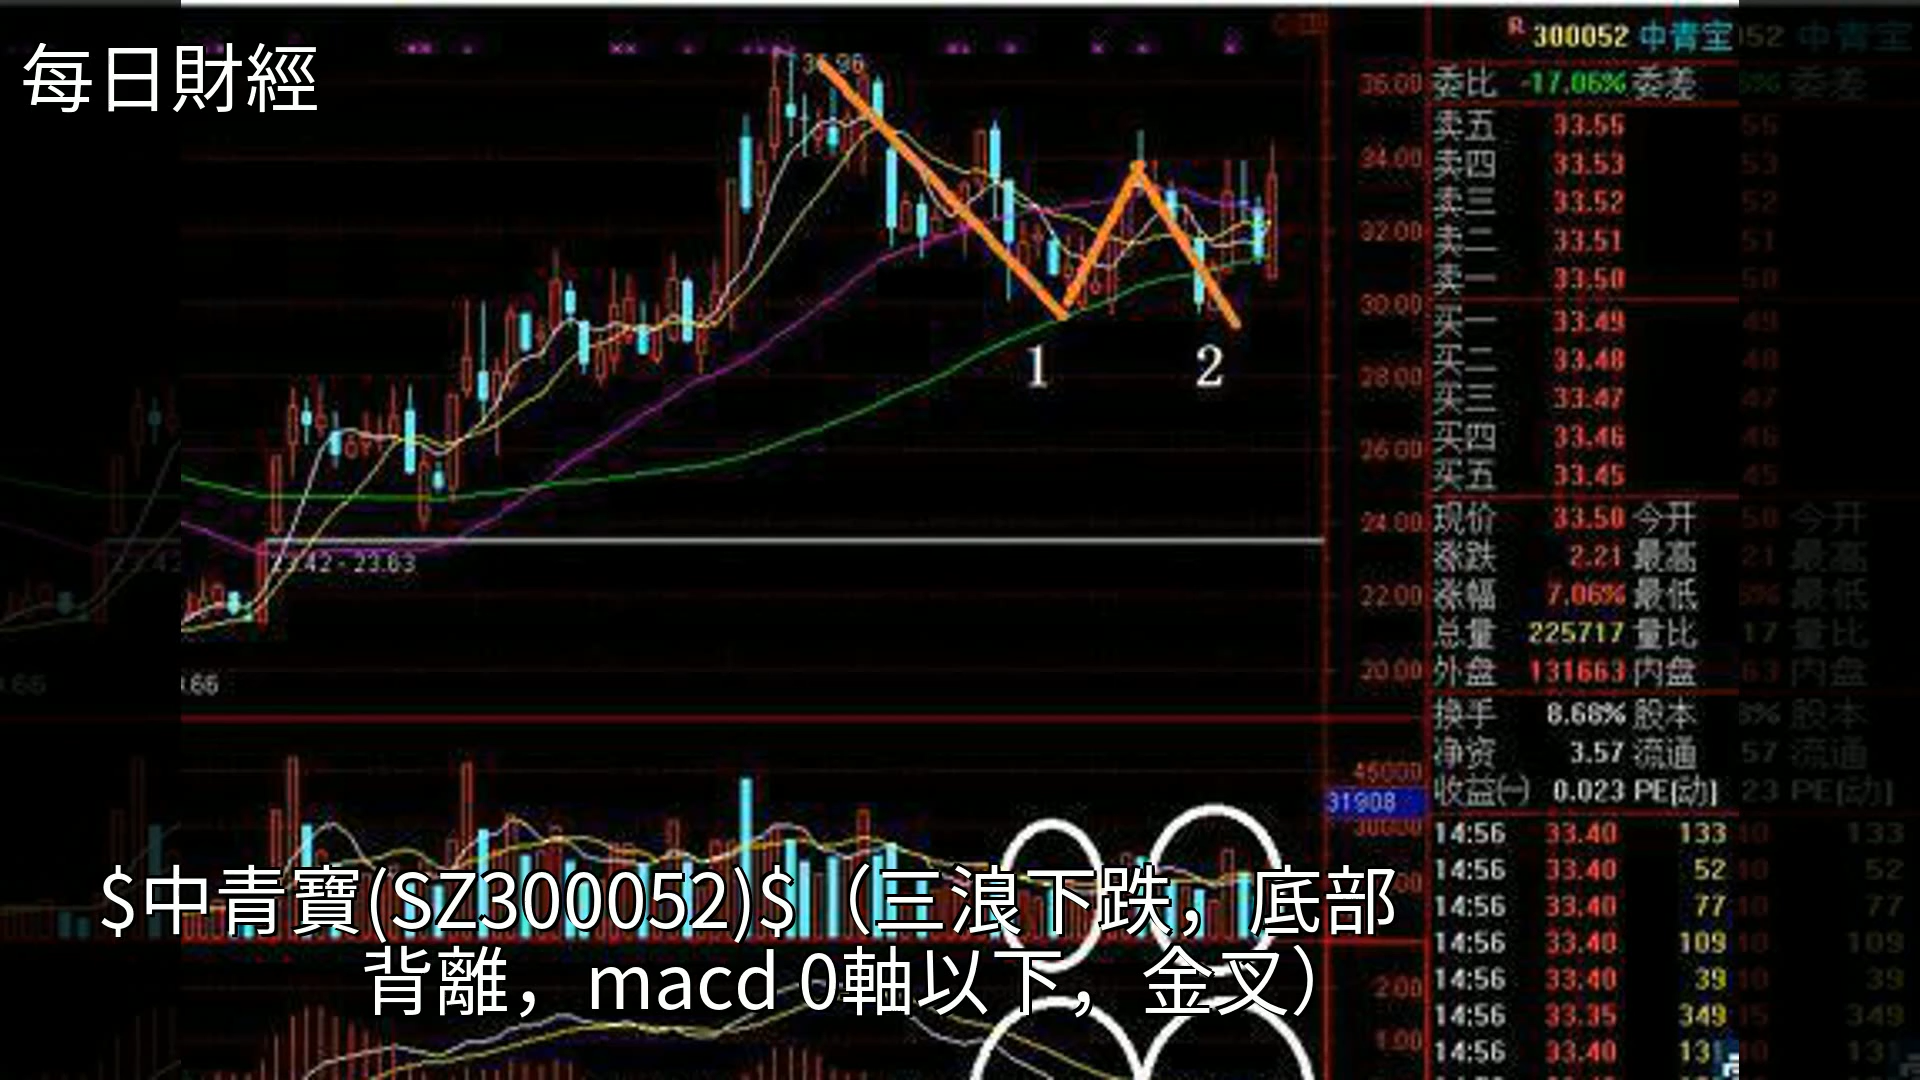 每日財經
R 300052 中青宝
委比 -17.06% 委差
36.96
36.00
卖五 33.55
34.00
卖四 33.53
卖三 33.52
32.00
卖二 33.51
卖一 33.50
30.00
买一 33.49
买二 33.48
1 2
28.00
买三 33.47
买四 33.46
26.00
买五 33.45
24.00
现价 33.50 今开
23.42-23.63
涨跌 2.21 最高
22.00
涨幅 7.06% 最低
总量 225717 量比
20.00
外盘 131663 内盘
换手 8.68% 股本
净资 3.57 流通
45000
31908
收益㈠ 0.023 PE[动]
30000
14:56 33.40 133
14:56 33.40 52
14:56 33.40 77
14:56 33.40 109
14:56 33.40 39
14:56 33.35 349
14:56 33.40
$中青寶(SZ300052)$（三浪下跌，底部
背離，macd 0軸以下，金叉）
2.00
1.00